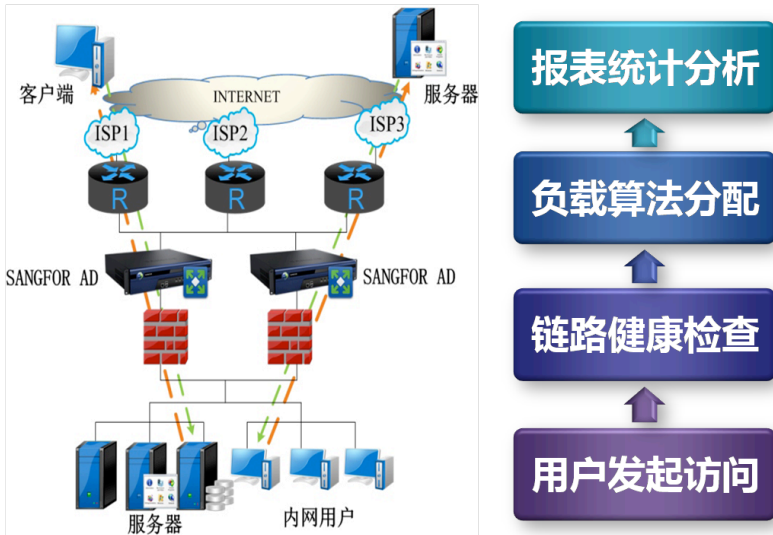 客户端
INTERNET
服务器
ISP1
ISP2
ISP3
R
R
R
SANGFOR AD
SANGFOR AD
服务器
内网用户
报表统计分析
负载算法分配
链路健康检查
用户发起访问